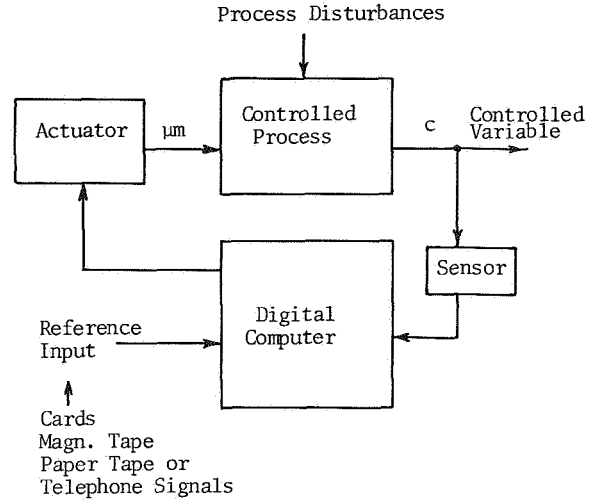 Process Disturbances
Actuator
μm
Controlled
Process
c
Controlled
Variable
Sensor
Digital
Computer
Reference
Input
Cards
Magn. Tape
Paper Tape or
Telephone Signals